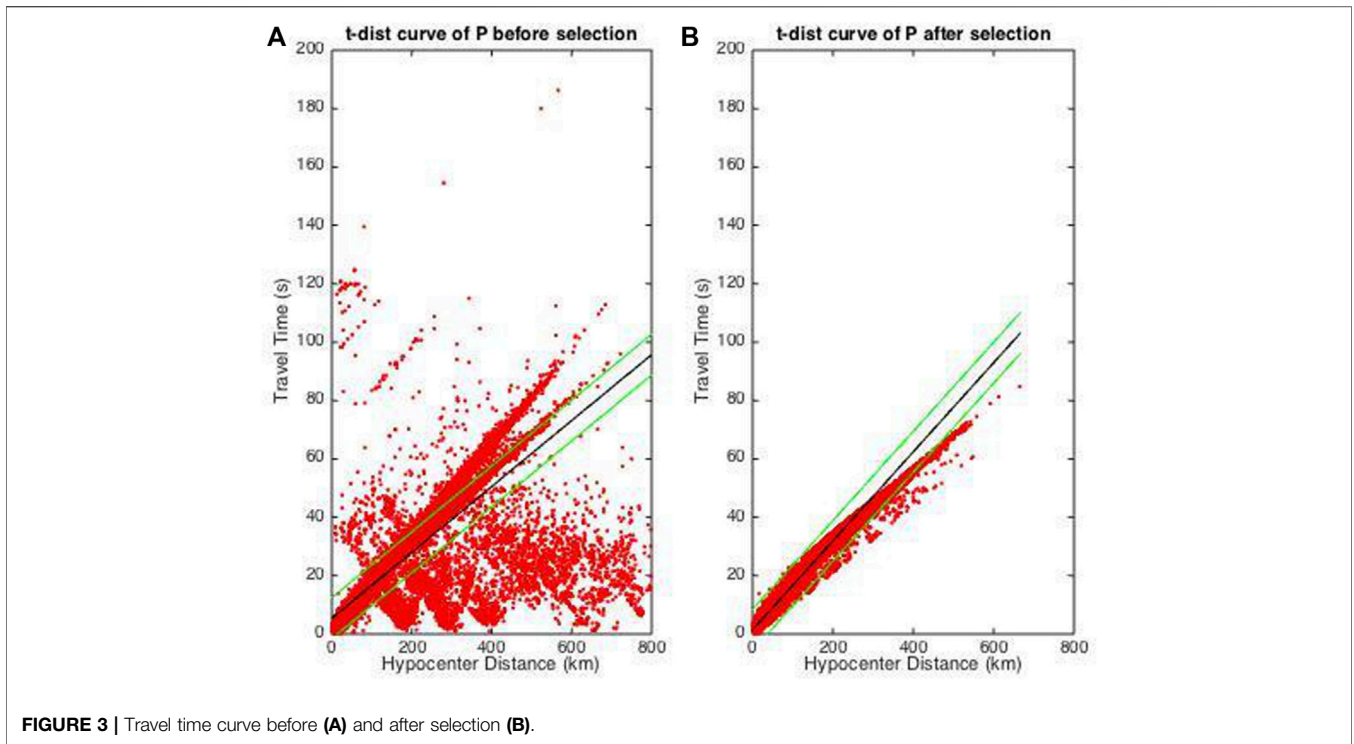 A
t-dist curve of P before selection
200
180
160
140
120
100
80
60
40
20
0
Travel Time (s)
0 200 400 600 800
Hypocenter Distance (km)
B
t-dist curve of P after selection
200
180
160
140
120
100
80
60
40
20
0
Travel Time (s)
0 200 400 600 800
Hypocenter Distance (km)
FIGURE 3 | Travel time curve before (A) and after selection (B).